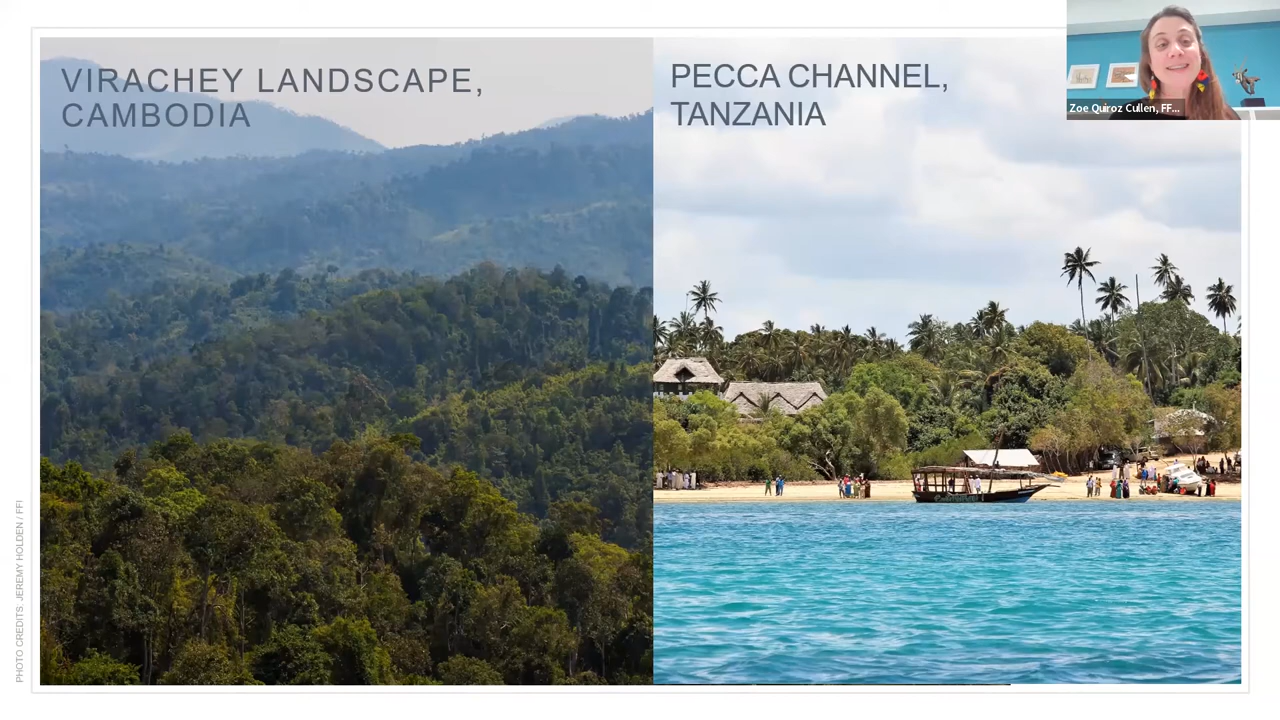 VIRACHEY LANDSCAPE,
CAMBODIA
PECCA CHANNEL,
TANZANIA
Zoe Quiroz Cullen, FF...
PHOTO CREDITS: JEREMY HOLDEN / FFI